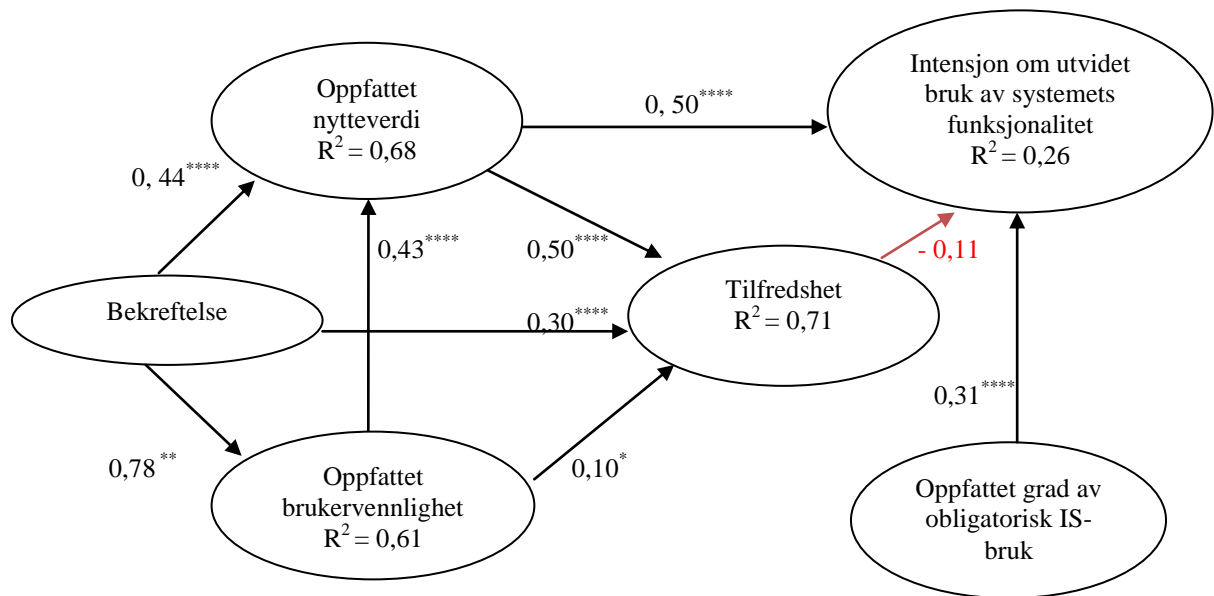 Oppfattet
nytteverdi
R² = 0,68
Intensjon om utvidet
bruk av systemets
funksjonalitet
R² = 0,26
0, 50****
0, 44****
0,43****
0,50****
- 0,11
Bekreftelse
0,30****
Tilfredshet
R² = 0,71
0,31****
0,78**
Oppfattet
brukervennlighet
R² = 0,61
0,10*
Oppfattet grad av
obligatorisk IS-
bruk